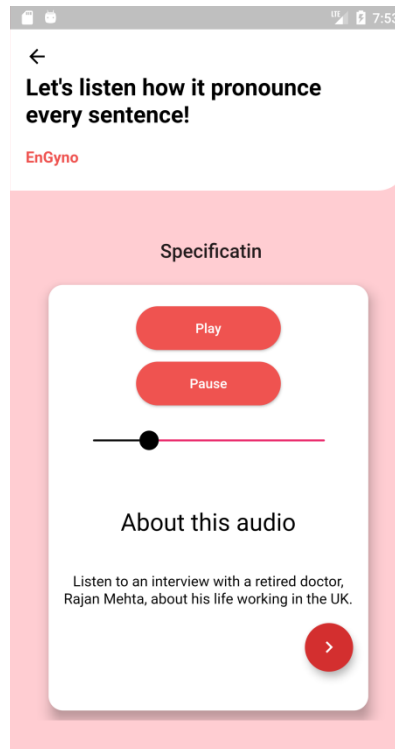 LTE 7:53
Let's listen how it pronounce
every sentence!
EnGyno
Specificatin
Play
Pause
About this audio
Listen to an interview with a retired doctor,
Rajan Mehta, about his life working in the UK.